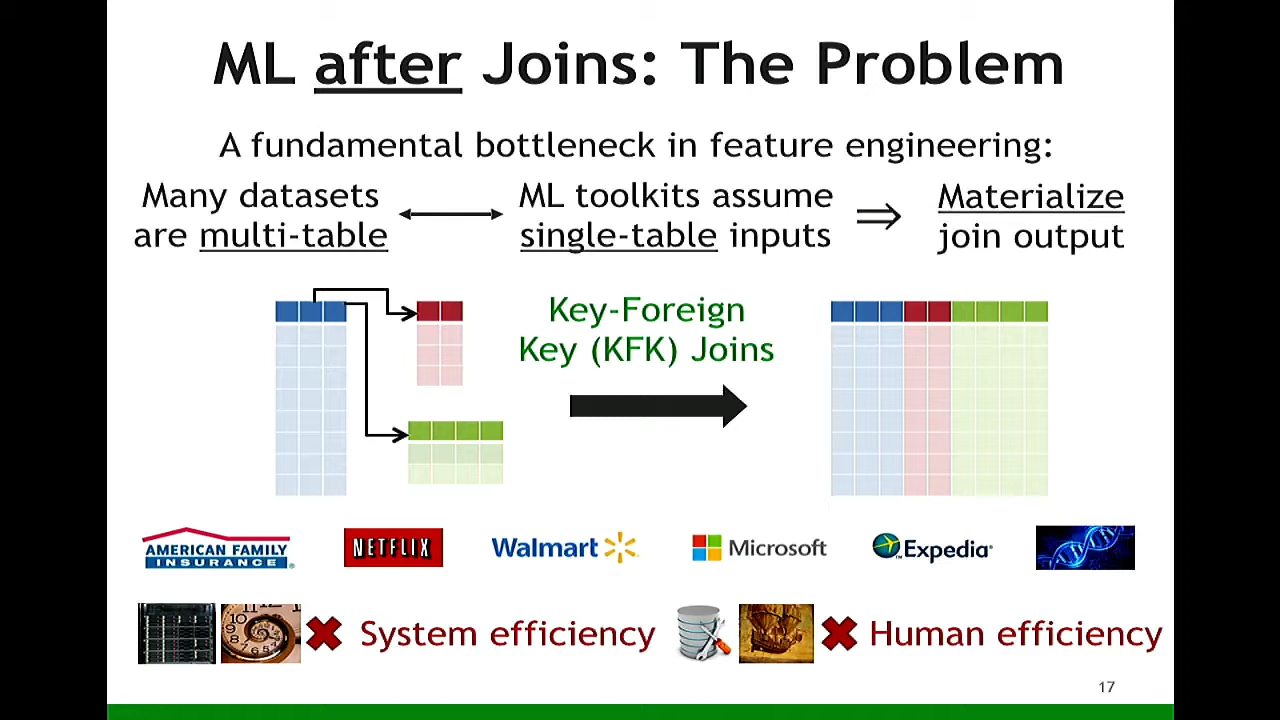 ML after Joins: The Problem
A fundamental bottleneck in feature engineering:
Many datasets
are multi-table
ML toolkits assume
single-table inputs
⇒
Materialize
join output
Key-Foreign
Key (KFK) Joins
AMERICAN FAMILY
INSURANCE
NETFLIX
Walmart
Microsoft
Expedia
System efficiency
Human efficiency
17